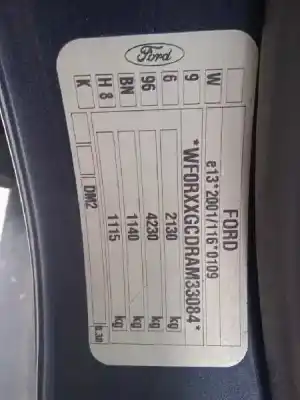 Ford
FORD
e13*2001/116*0109
*WF0RXXGCDRAM33084*
W
9
2130 kg
6
4230 kg
96
1140 kg
BN
1115 kg
H 8
DM2
K